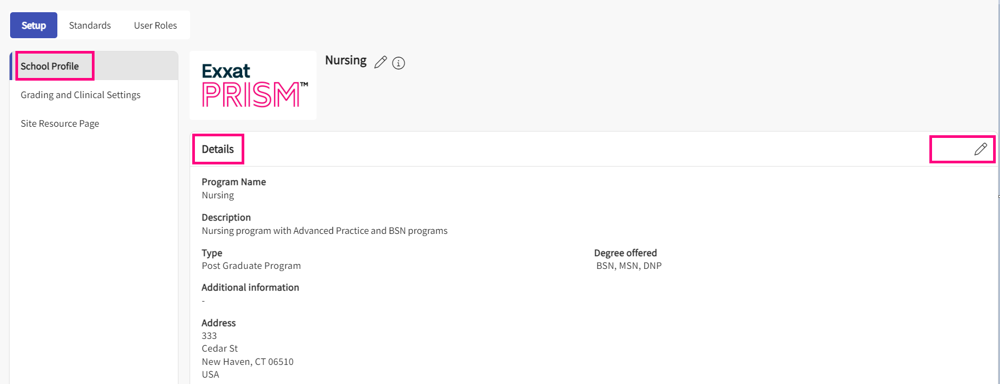 Setup
Standards
User Roles
School Profile
Grading and Clinical Settings
Site Resource Page
Exxat
PRISM™
Nursing
Details
Program Name
Nursing
Description
Nursing program with Advanced Practice and BSN programs
Type
Post Graduate Program
Degree offered
BSN, MSN, DNP
Additional information
-
Address
333
Cedar St
New Haven, CT 06510
USA